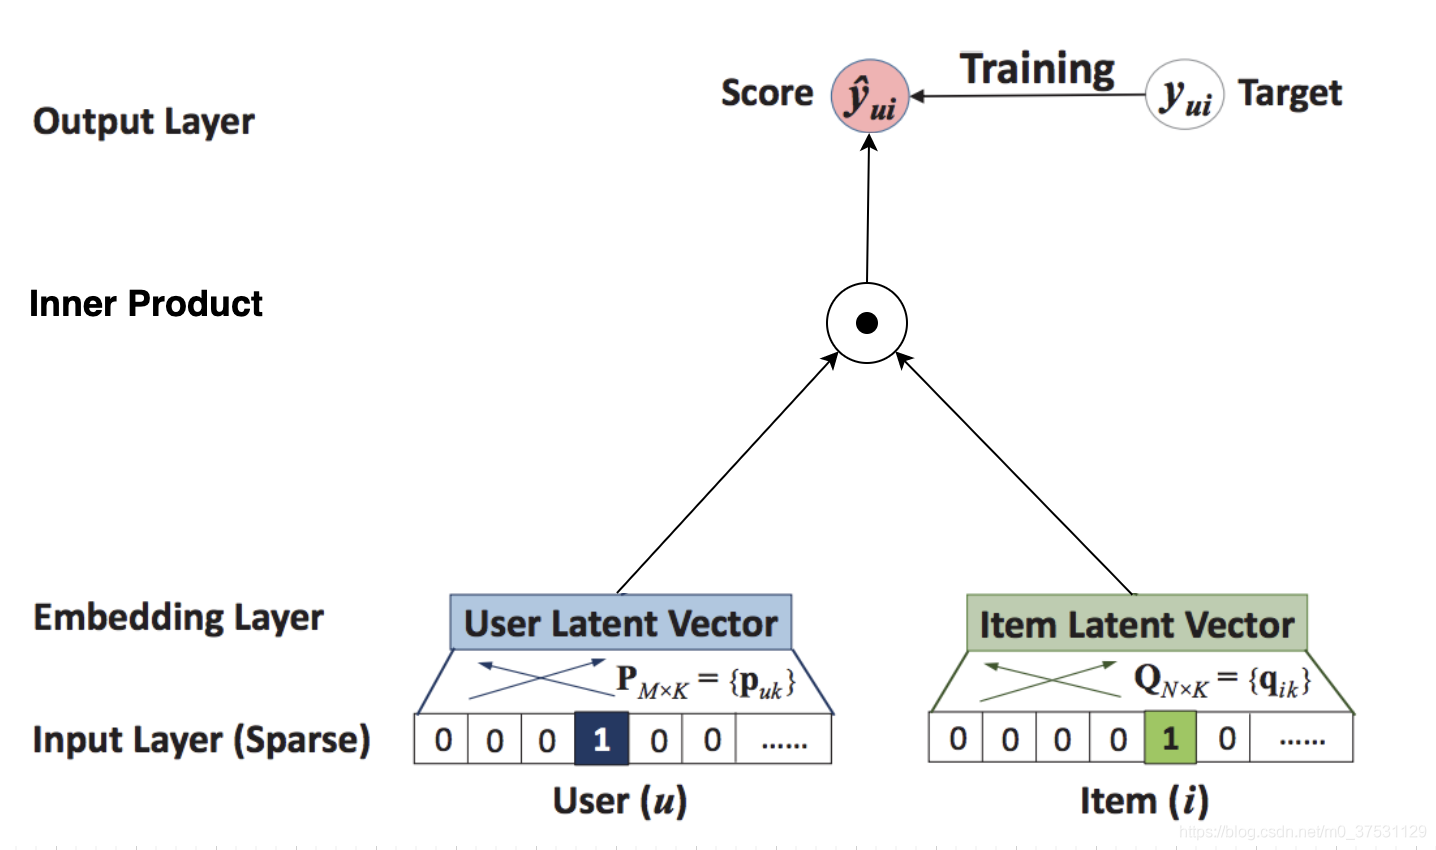 Score ŷui Training yui Target
Output Layer
Inner Product
Embedding Layer User Latent Vector Item Latent Vector
P M×K = {puk} Q N×K = {qik}
Input Layer (Sparse) 0 0 0 1 0 0 ...... 0 0 0 0 1 0 ......
User (u) Item (i)
https://blog.csdn.net/m0_37531129